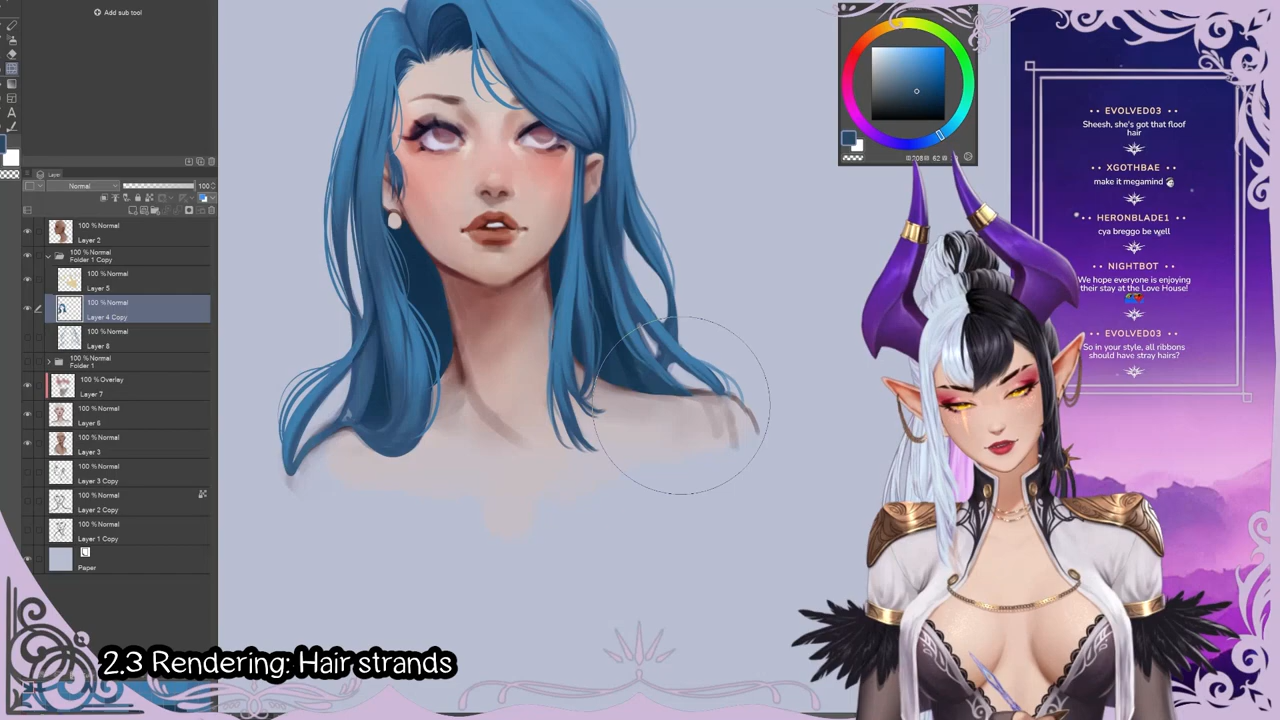 Add sub tool
Layer
Normal
100
100 % Normal
Layer 2
100 % Normal
Folder 1 Copy
100 % Normal
Layer 5
100 % Normal
Layer 4 Copy
100 % Normal
Layer 8
100 % Normal
Folder 1
100 % Overlay
Layer 7
100 % Normal
Layer 6
100 % Normal
Layer 3
100 % Normal
Layer 3 Copy
100 % Normal
Layer 2 Copy
100 % Normal
Layer 1 Copy
Paper
2.3 Rendering: Hair strands
EVOLVED03
Sheesh, she's got that floof
hair
XGOTHBAE
make it megamind
HERONBLADE1
cya breggo be well
NIGHTBOT
We hope everyone is enjoying
their stay at the Love House!
EVOLVED03
So in your style, all ribbons
should have stray hairs?